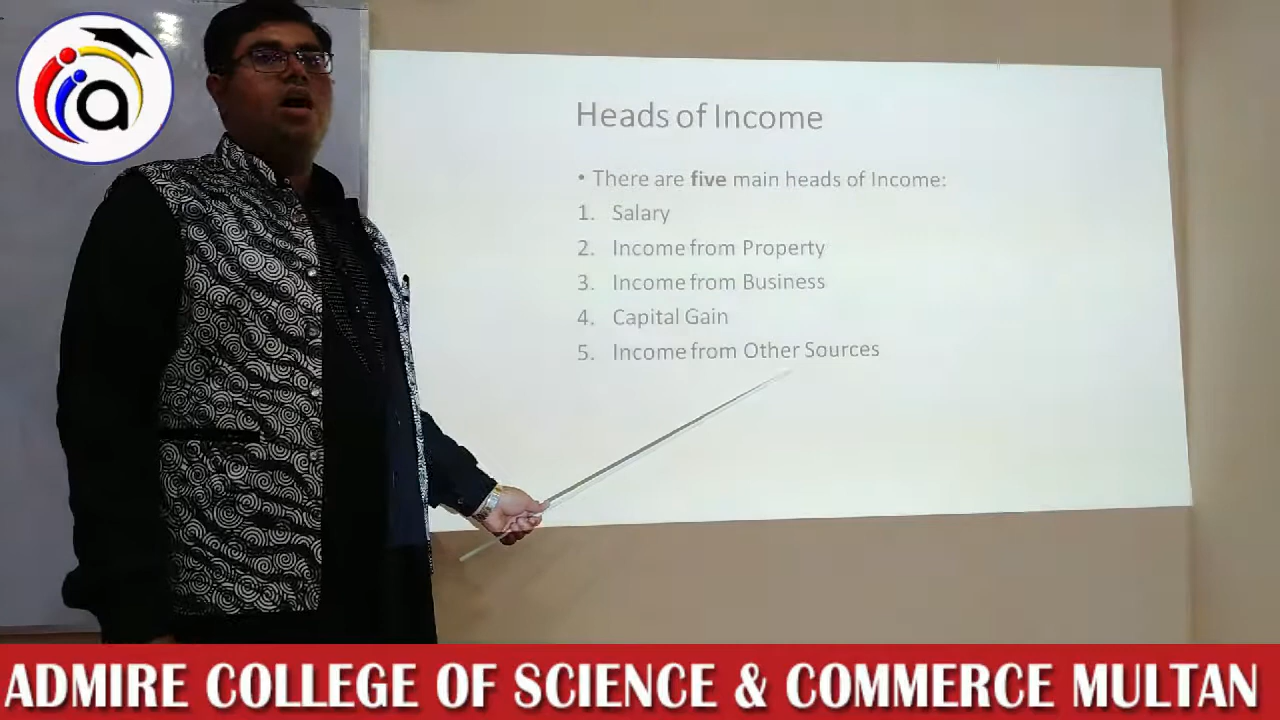 a
Heads of Income
• There are five main heads of Income:
1. Salary
2. Income from Property
3. Income from Business
4. Capital Gain
5. Income from Other Sources
ADMIRE COLLEGE OF SCIENCE & COMMERCE MULTAN